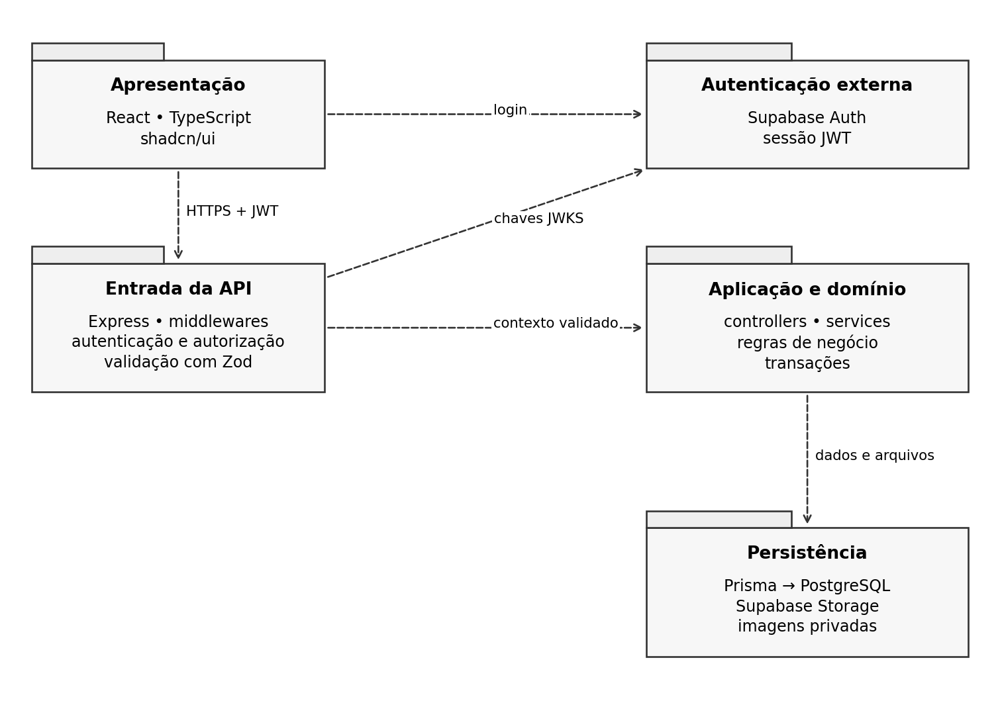 Apresentação
React • TypeScript
shadcn/ui
login
Autenticação externa
Supabase Auth
sessão JWT
HTTPS + JWT
chaves JWKS
Entrada da API
Express • middlewares
autenticação e autorização
validação com Zod
contexto validado
Aplicação e domínio
controllers • services
regras de negócio
transações
dados e arquivos
Persistência
Prisma → PostgreSQL
Supabase Storage
imagens privadas